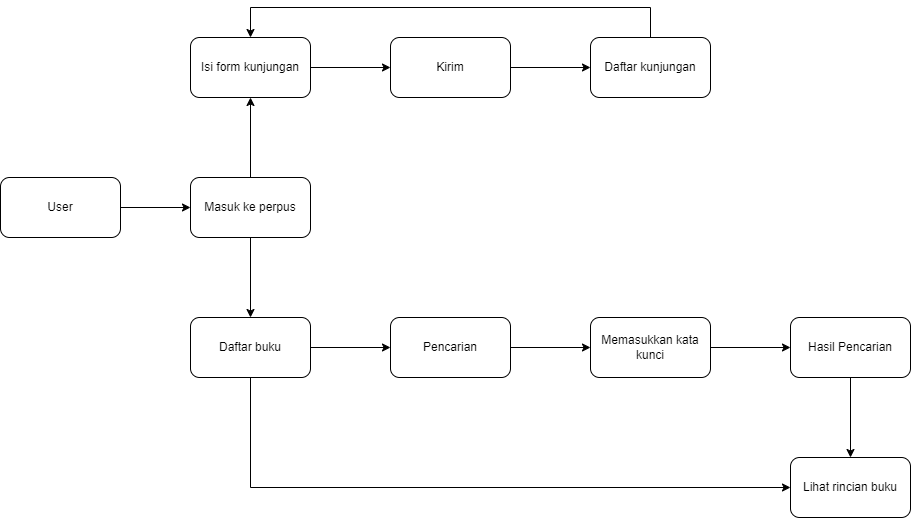 Isi form kunjungan
Kirim
Daftar kunjungan
User
Masuk ke perpus
Daftar buku
Pencarian
Memasukkan kata
kunci
Hasil Pencarian
Lihat rincian buku